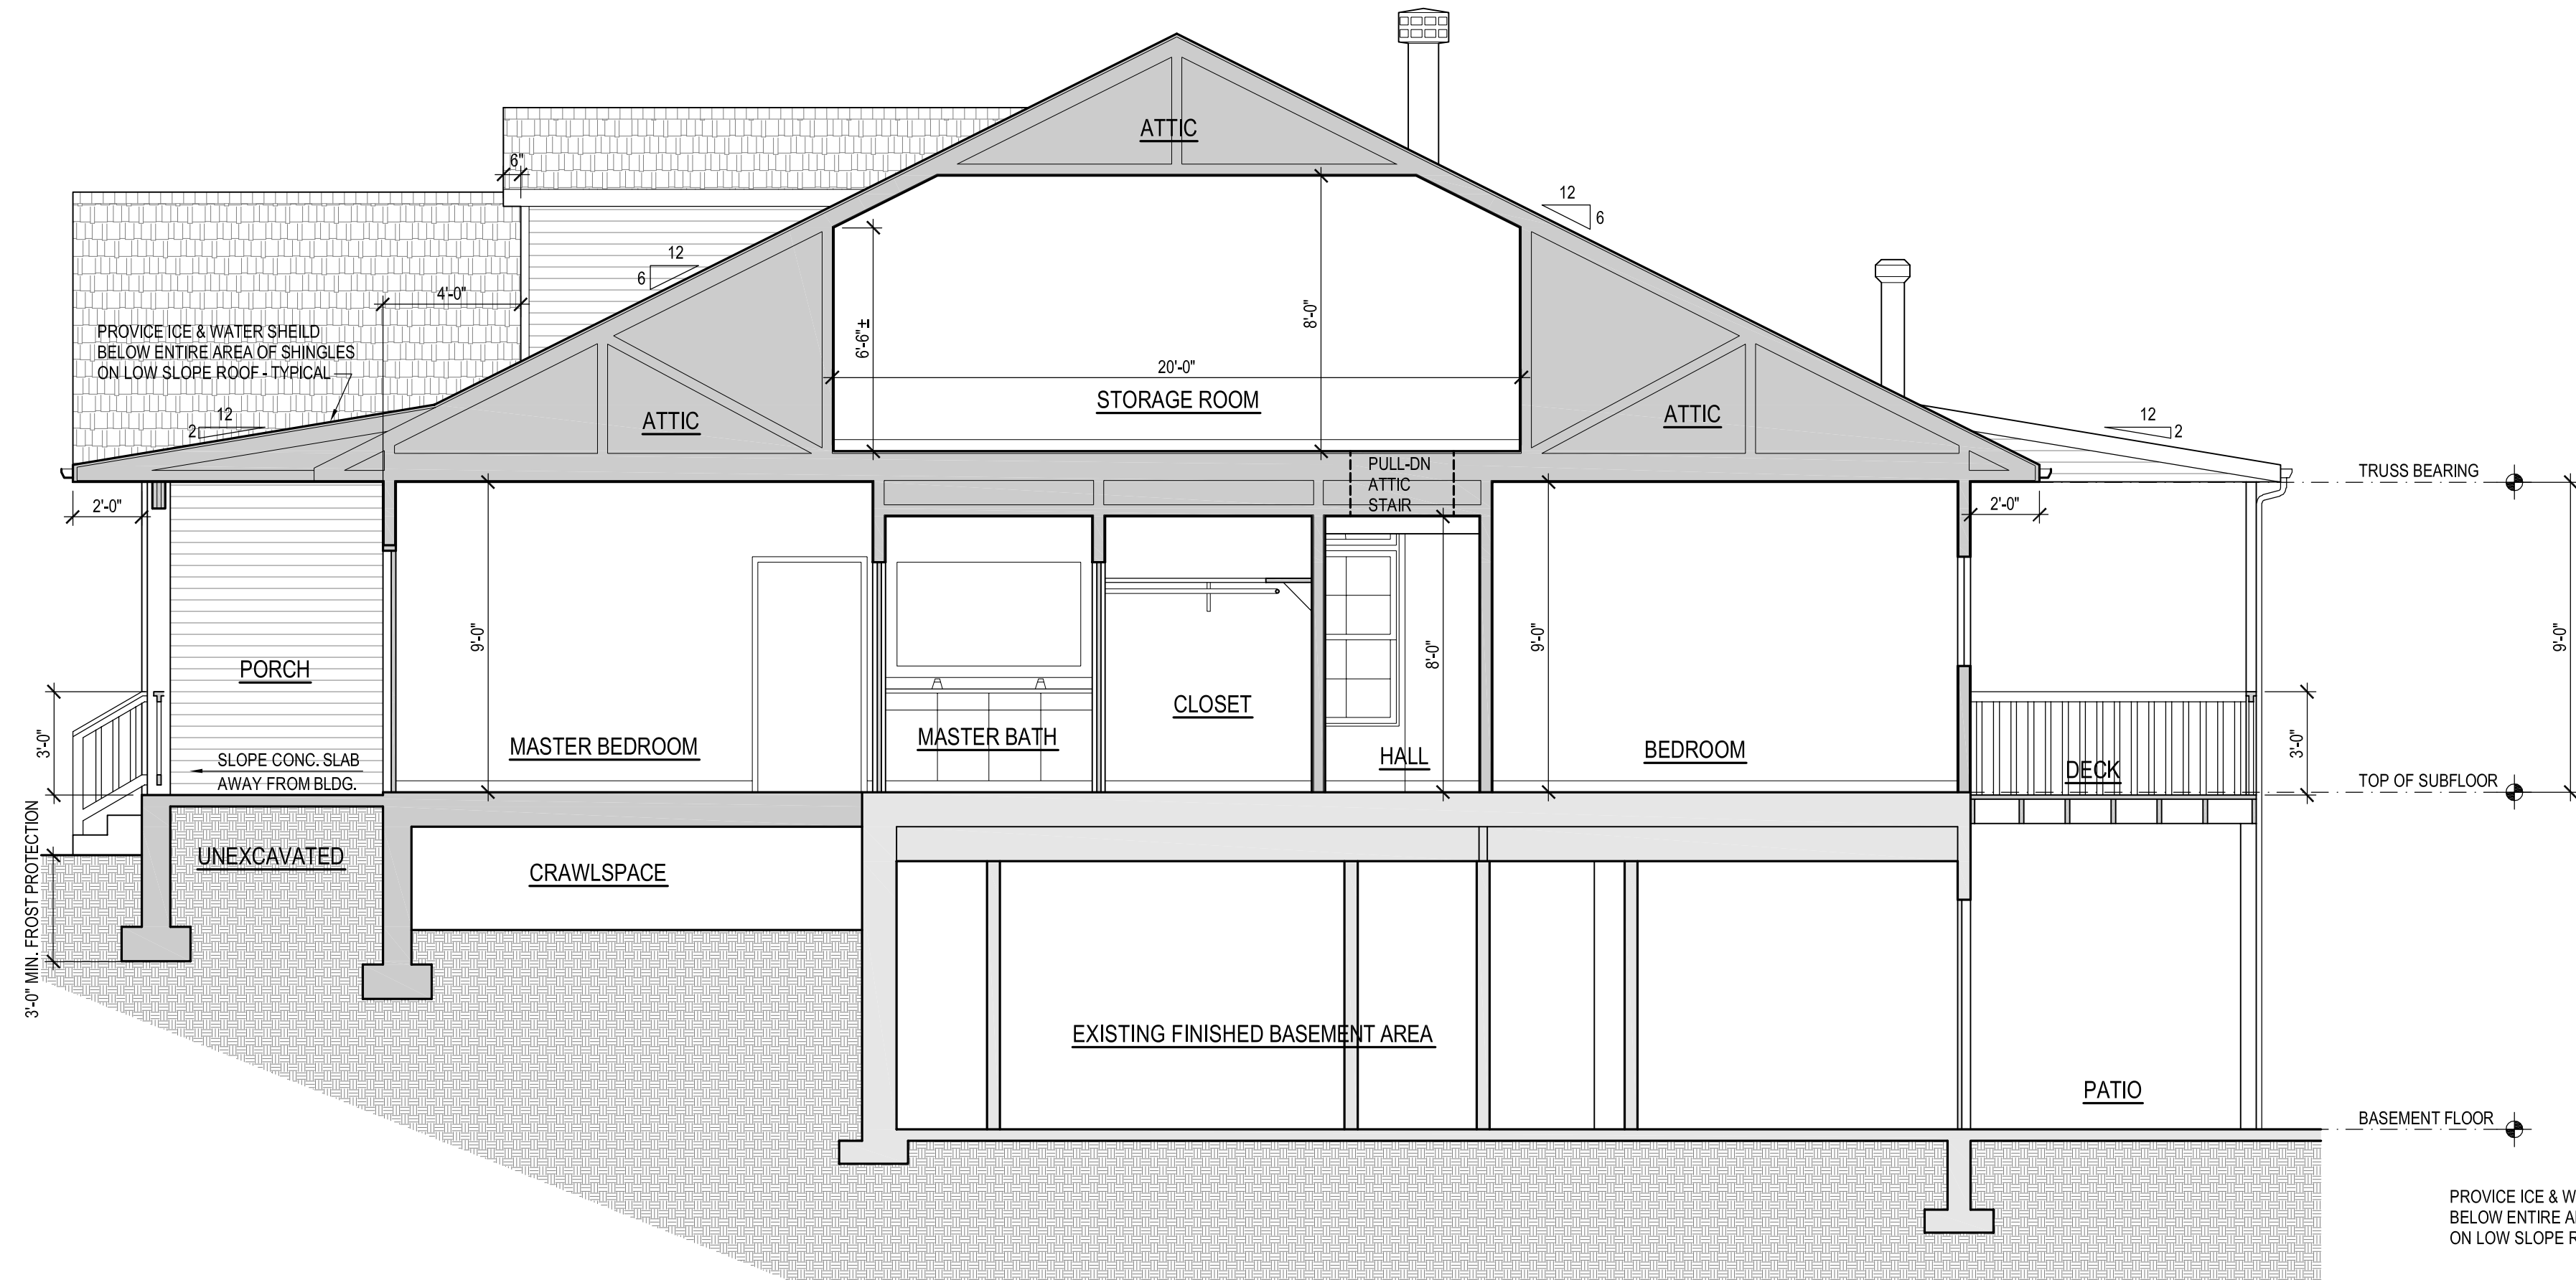 ATTIC
6"
12
6
12
6
4'-0"
PROVICE ICE & WATER SHEILD
BELOW ENTIRE AREA OF SHINGLES
ON LOW SLOPE ROOF - TYPICAL
6'-6"±
8'-0"
20'-0"
STORAGE ROOM
12
2
ATTIC
ATTIC
12
2
PULL-DN
ATTIC
STAIR
TRUSS BEARING
2'-0"
2'-0"
9'-0"
9'-0"
8'-0"
9'-0"
PORCH
3'-0"
CLOSET
MASTER BATH
MASTER BEDROOM
HALL
BEDROOM
DECK
3'-0"
SLOPE CONC. SLAB
AWAY FROM BLDG.
TOP OF SUBFLOOR
UNEXCAVATED
CRAWLSPACE
3'-0" MIN. FROST PROTECTION
EXISTING FINISHED BASEMENT AREA
PATIO
BASEMENT FLOOR
PROVICE ICE & W
BELOW ENTIRE A
ON LOW SLOPE R